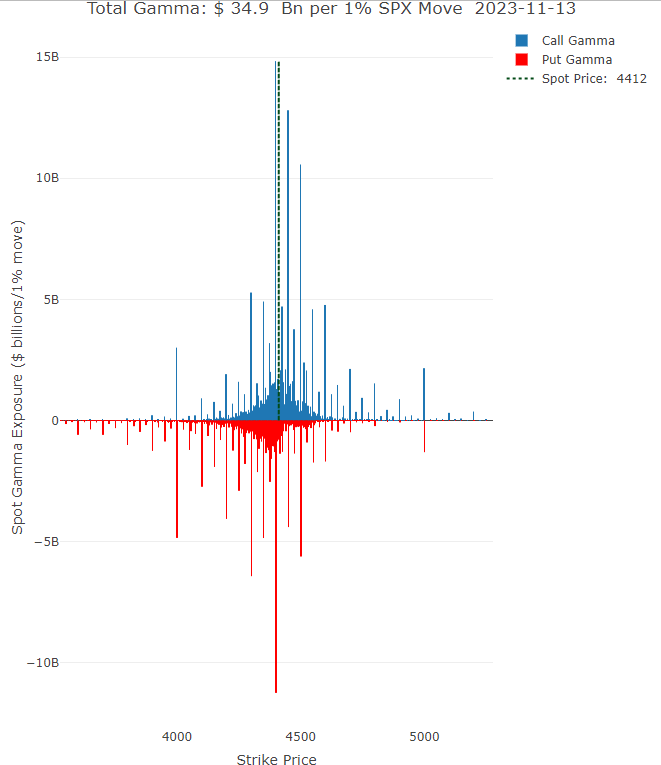 Total Gamma: $ 34.9 Bn per 1% SPX Move 2023-11-13
Call Gamma
Put Gamma
Spot Price: 4412
15B
10B
5B
0
−5B
−10B
Spot Gamma Exposure ($ billions/1% move)
4000 4500 5000
Strike Price